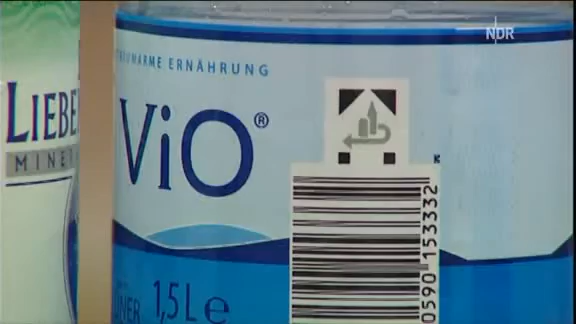 NDR
ARME ERNÄHRUNG
LIEBE
MINE
ViO®
1,5 L e
0590 153332